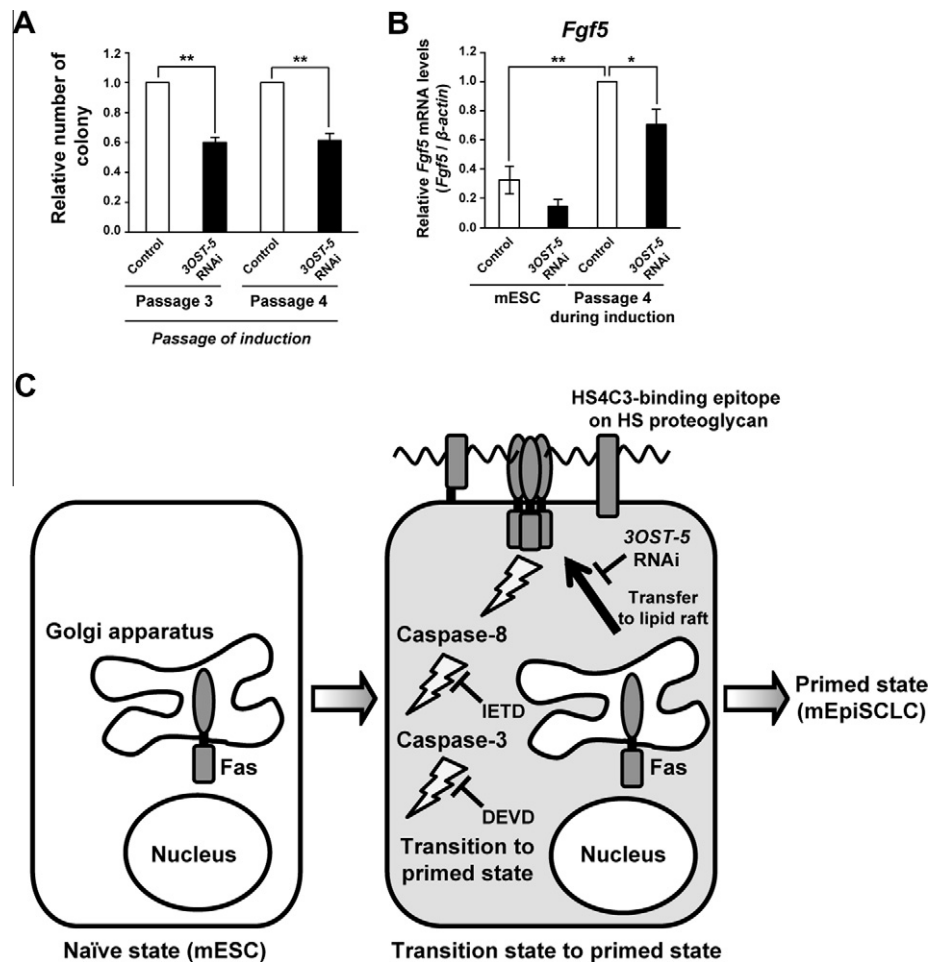 A
Relative number of
colony
1.2
1.0
0.8
0.6
0.4
0.2
0.0
**
**
Control
3OST-5
RNAi
Control
3OST-5
RNAi
Passage 3
Passage 4
Passage of induction
B
Fgf5
Relative Fgf5 mRNA levels
(Fgf5 / β-actin)
1.2
1.0
0.8
0.6
0.4
0.2
0.0
**
*
Control
3OST-5
RNAi
Control
3OST-5
RNAi
mESC
Passage 4
during induction
C
HS4C3-binding epitope
on HS proteoglycan
3OST-5
RNAi
Transfer
to lipid raft
Golgi apparatus
Fas
Nucleus
Naïve state (mESC)
Caspase-8
IETD
Caspase-3
DEVD
Transition to
primed state
Fas
Nucleus
Transition state to primed state
Primed state
(mEpiSCLC)